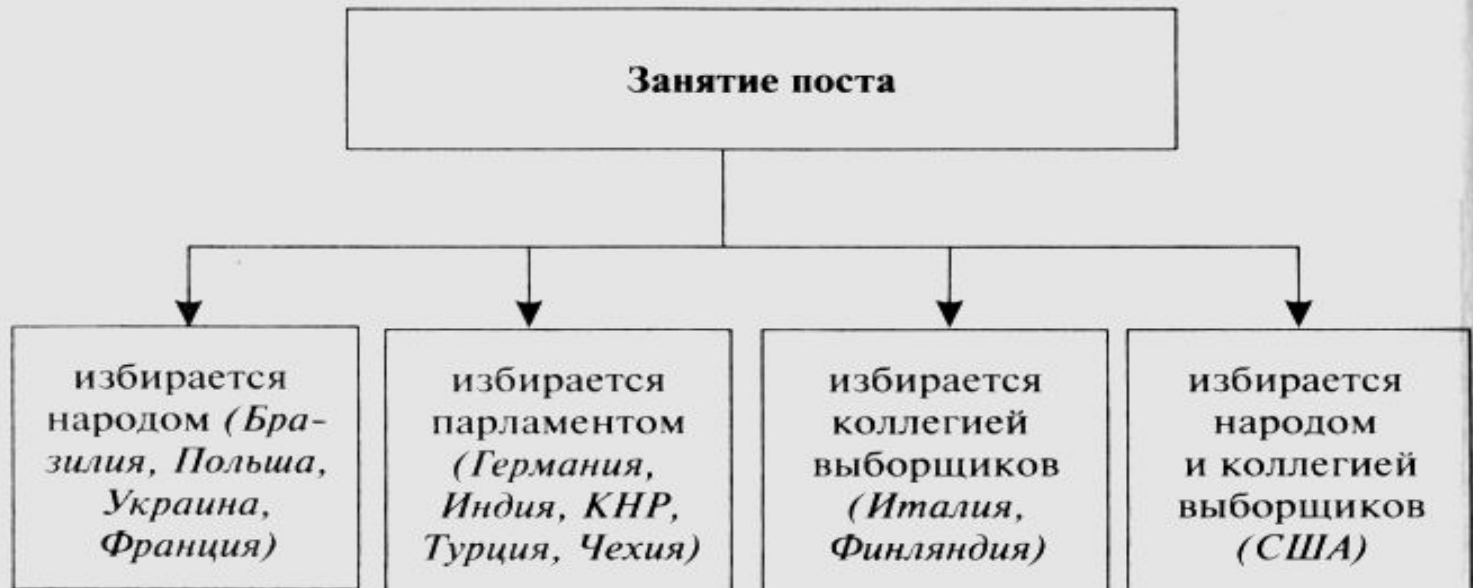 Занятие поста
избирается
народом (Бра-
зилия, Польша,
Украина,
Франция)
избирается
парламентом
(Германия,
Индия, КНР,
Турция, Чехия)
избирается
коллегией
выборщиков
(Италия,
Финляндия)
избирается
народом
и коллегией
выборщиков
(США)